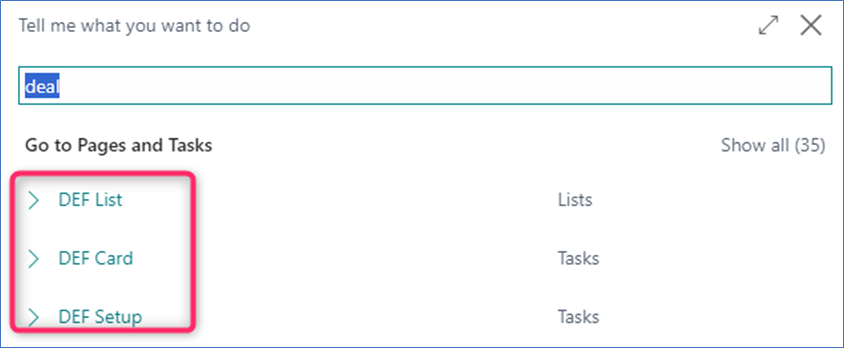 Tell me what you want to do
deal
Go to Pages and Tasks Show all (35)
DEF List Lists
DEF Card Tasks
DEF Setup Tasks